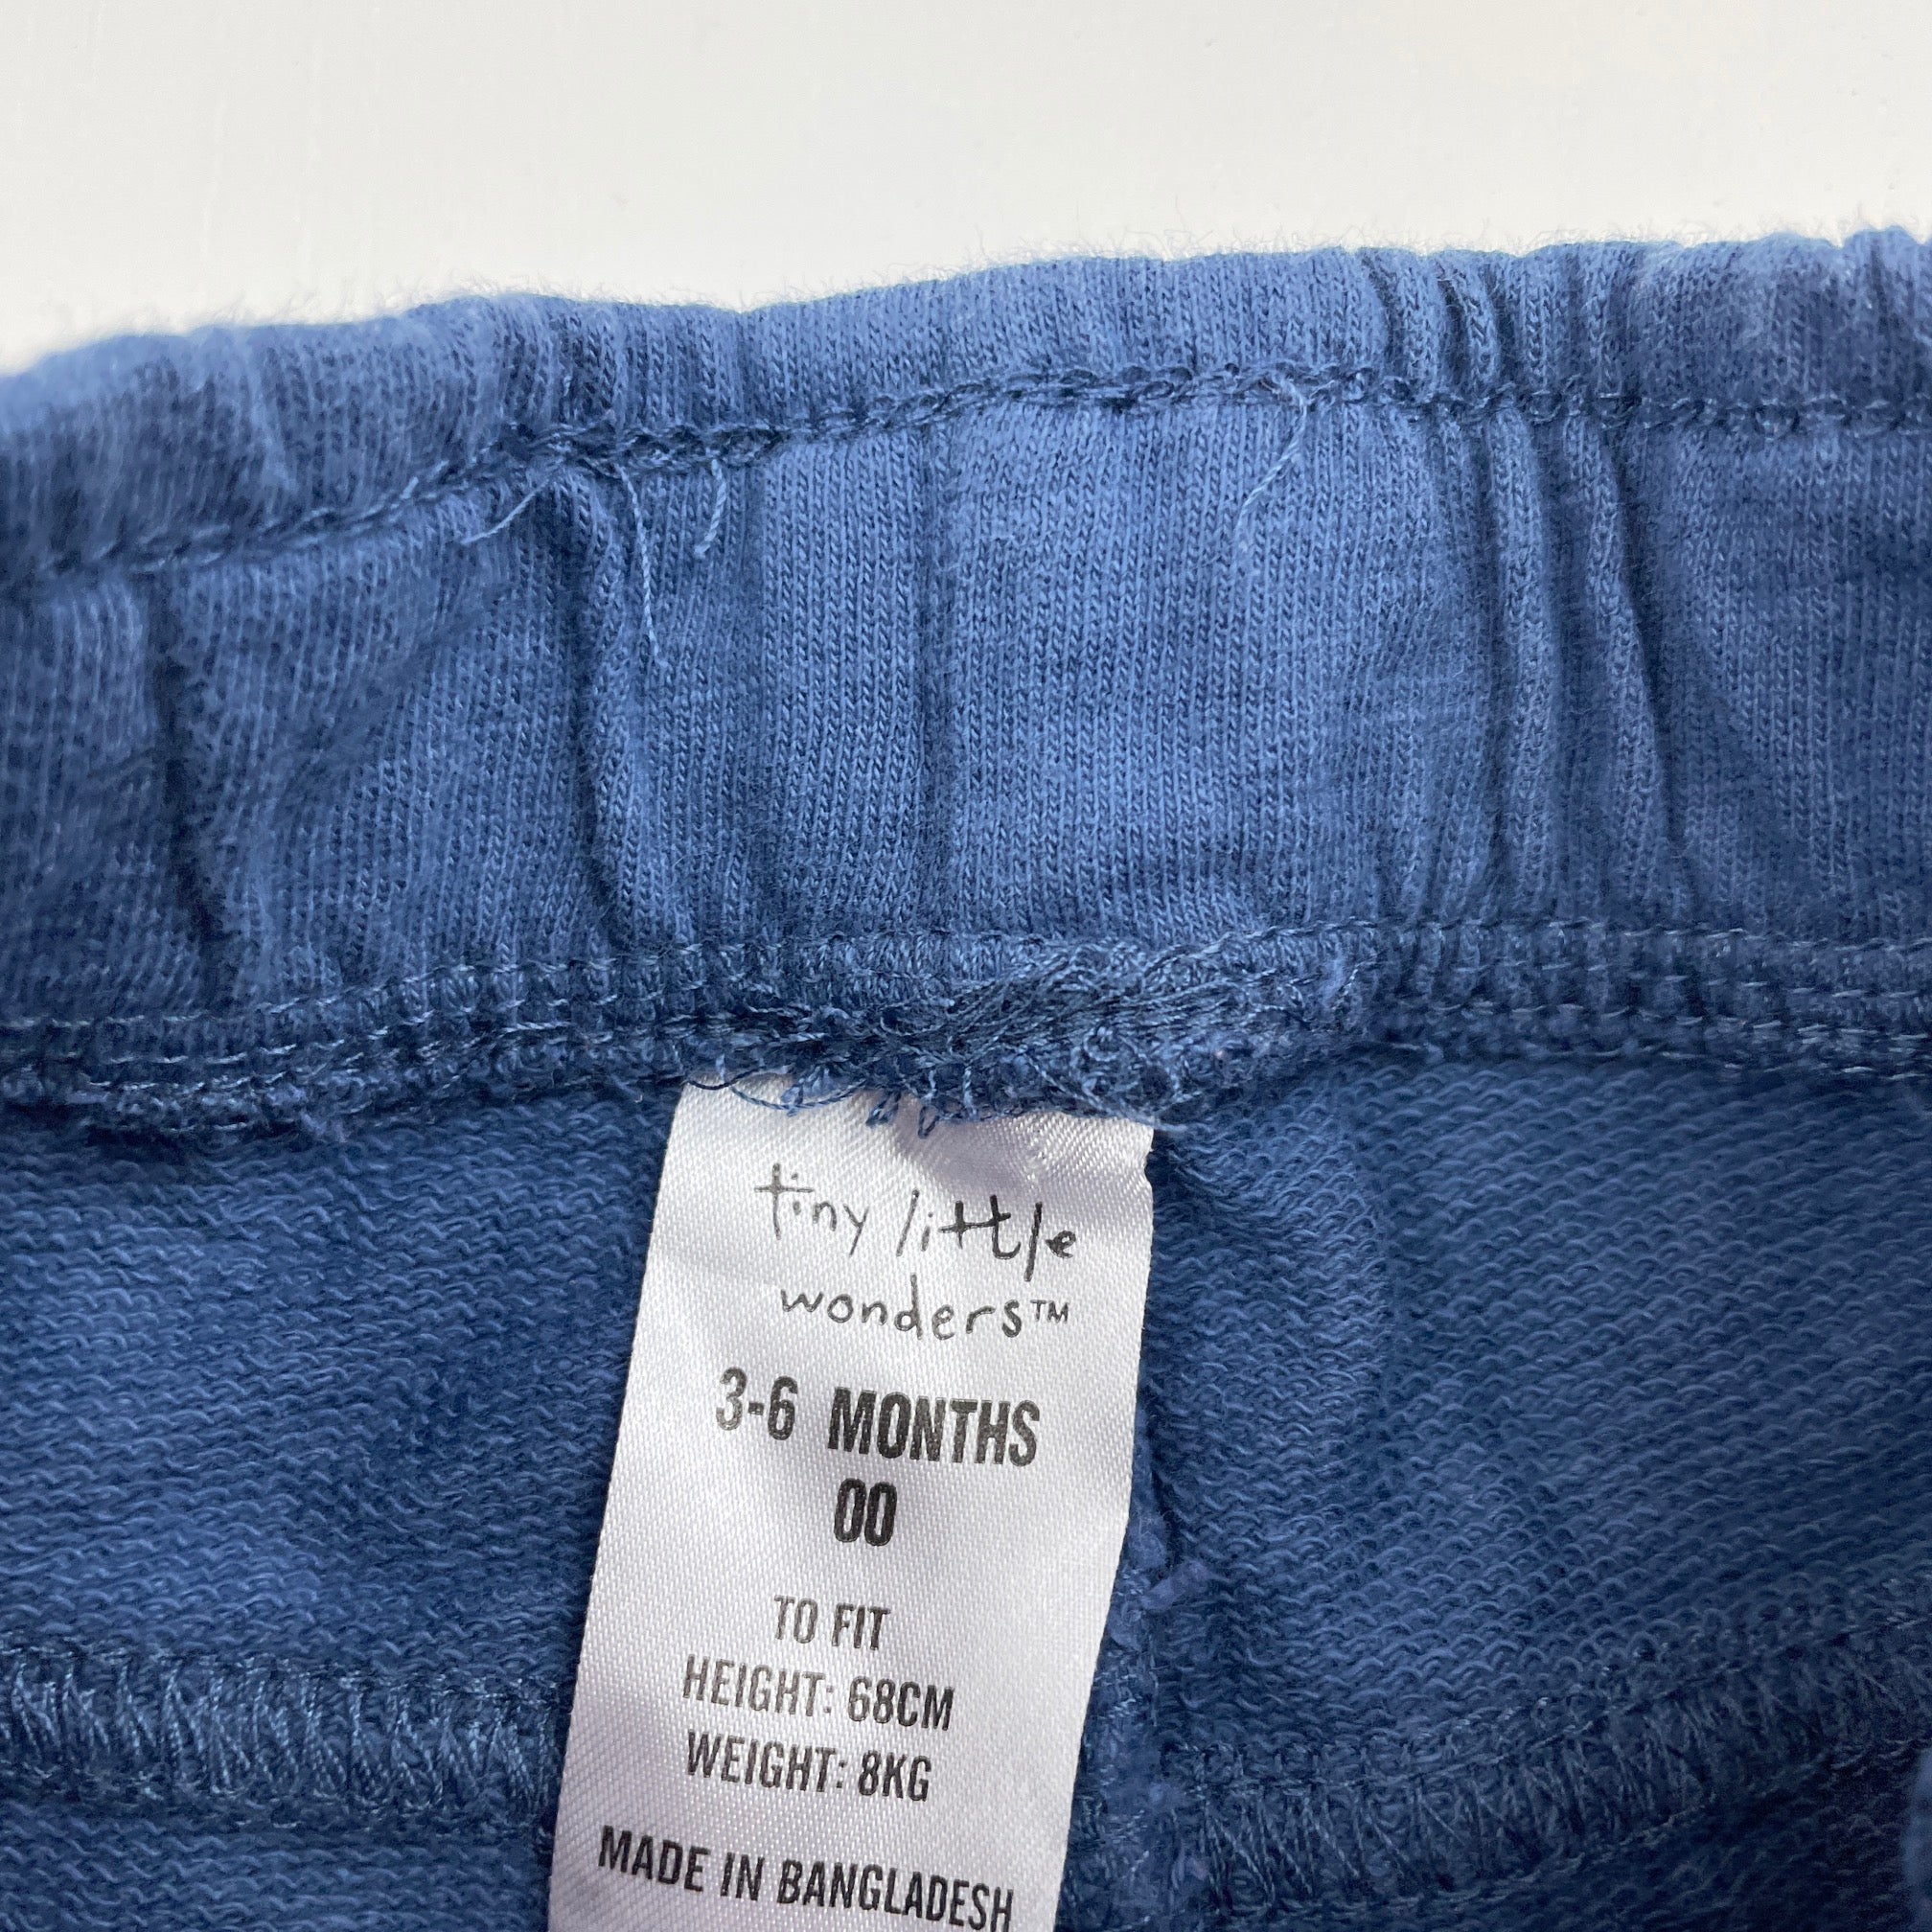 tiny little
wonders™
3-6 MONTHS
00
TO FIT
HEIGHT: 68CM
WEIGHT: 8KG
MADE IN BANGLADESH